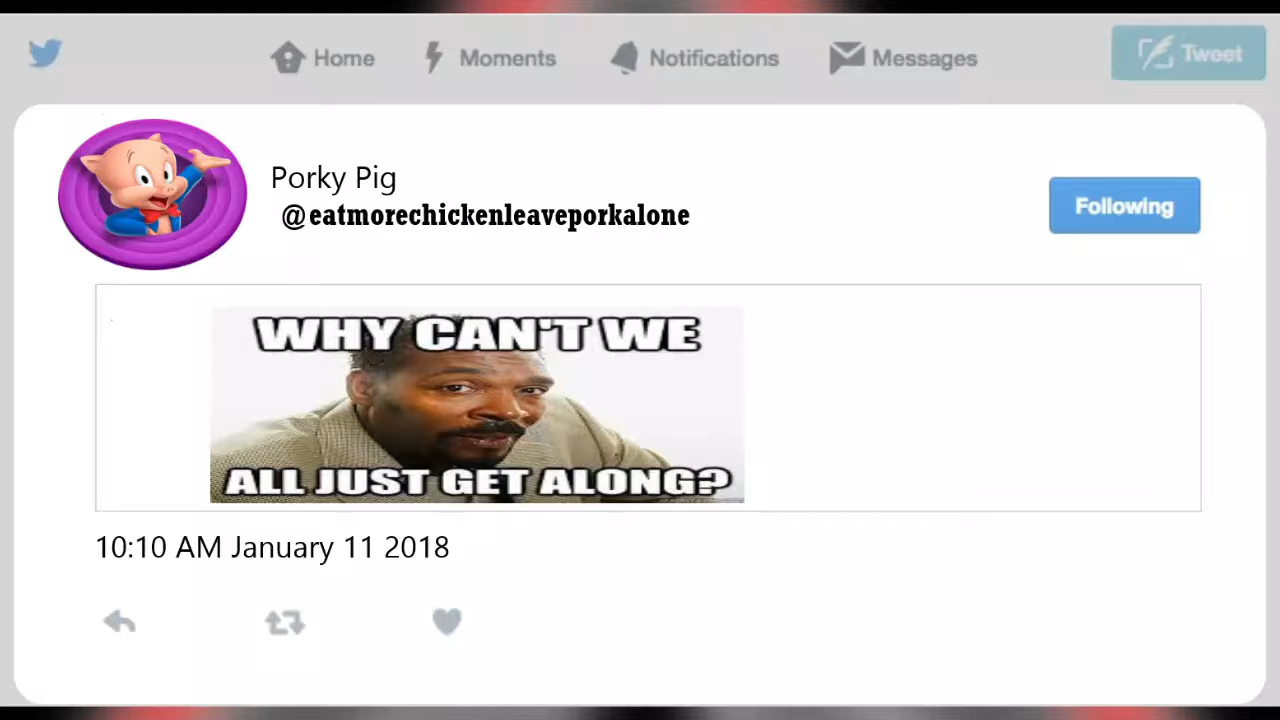 Home Moments Notifications Messages Tweet
Porky Pig
@eatmorechickenleaveporkalone
Following
WHY CAN'T WE
ALL JUST GET ALONG?
10:10 AM January 11 2018